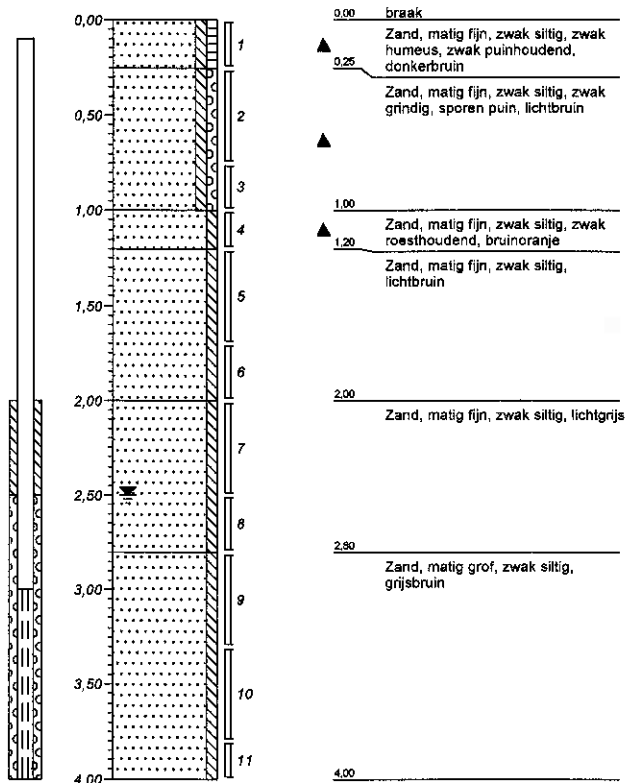 0,00
0,50
1,00
1,50
2,00
2,50
3,00
3,50
4,00
1
2
3
4
5
6
7
8
9
10
11
0,00 braak
Zand, matig fijn, zwak siltig, zwak
humeus, zwak puinhoudend,
donkerbruin
0,25
Zand, matig fijn, zwak siltig, zwak
grindig, sporen puin, lichtbruin
1,00
Zand, matig fijn, zwak siltig, zwak
roesthoudend, bruinoranje
1,20
Zand, matig fijn, zwak siltig,
lichtbruin
2,00
Zand, matig fijn, zwak siltig, lichtgrijs
2,80
Zand, matig grof, zwak siltig,
grijsbruin
4,00